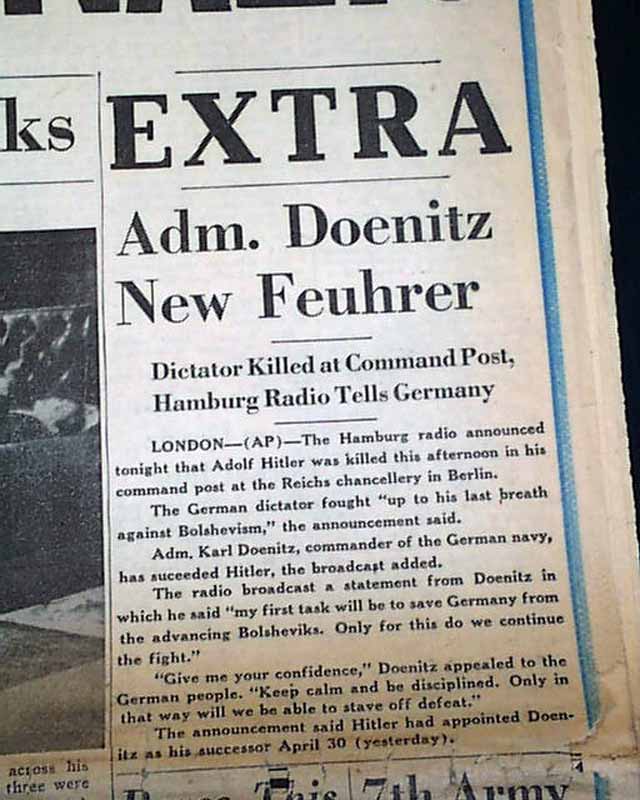 ks
EXTRA
Adm. Doenitz
New Feuhrer
Dictator Killed at Command Post,
Hamburg Radio Tells Germany
LONDON—(AP)—The Hamburg radio announced
tonight that Adolf Hitler was killed this afternoon in his
command post at the Reichs chancellery in Berlin.
The German dictator fought "up to his last breath
against Bolshevism," the announcement said.
Adm. Karl Doenitz, commander of the German navy,
has suceeded Hitler, the broadcast added.
The radio broadcast a statement from Doenitz in
which he said "my first task will be to save Germany from
the advancing Bolsheviks. Only for this do we continue
the fight."
"Give me your confidence," Doenitz appealed to the
German people. "Keep calm and be disciplined. Only in
that way will we be able to stave off defeat."
The announcement said Hitler had appointed Doen-
itz as his successor April 30 (yesterday).
across his
three were
This 7th Army